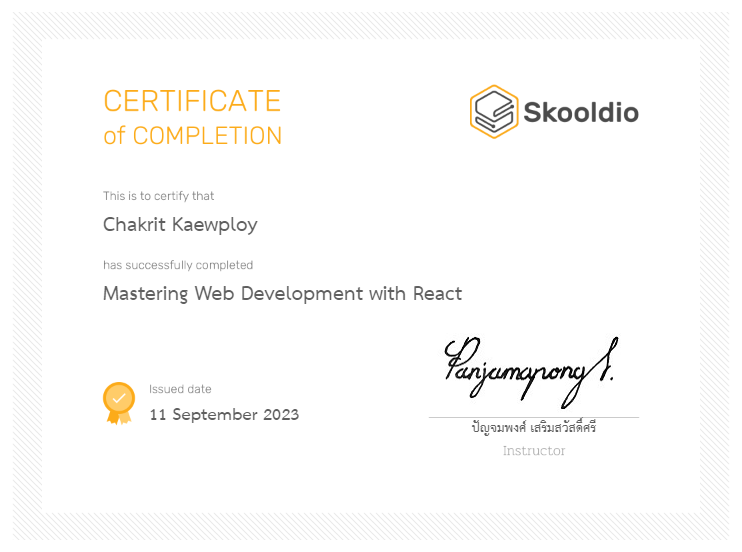 CERTIFICATE
of COMPLETION
Skooldio
This is to certify that
Chakrit Kaewploy
has successfully completed
Mastering Web Development with React
Panjamapong S.
Issued date
11 September 2023
ปัญจมพงศ์ เสริมสวัสดิ์ศรี
Instructor